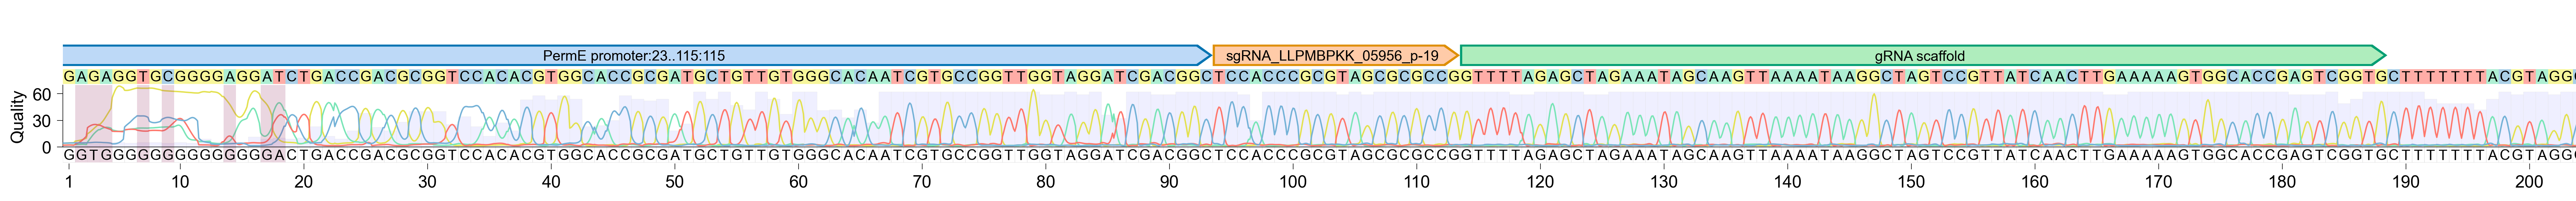 PermE promoter:23..115:115 sgRNA_LLPMBPKK_05956_p-19 gRNA scaffold
GAGAGGTGCGGGGAGGATCTGACCGACGCGGTCCACACGTGGCACCGCGATGCTGTTGTGGGCACAATCGTGCCGGTTGGTAGGATCGACGGCTCCACCCGCGTAGCGCGCCGGTTTTAGAGCTAGAAATAGCAAGTTAAAATAAGGCTAGTCCGTTATCAACTTGAAAAAGTGGCACCGAGTCGGTGCTTTTTTTACGTAGG
Quality
60
30
0
GGTGGGGGGGGGGGGGGACTGACCGACGCGGTCCACACGTGGCACCGCGATGCTGTTGTGGGCACAATCGTGCCGGTTGGTAGGATCGACGGCTCCACCCGCGTAGCGCGCCGGTTTTAGAGCTAGAAATAGCAAGTTAAAATAAGGCTAGTCCGTTATCAACTTGAAAAAGTGGCACCGAGTCGGTGCTTTTTTTACGTAGG
1 10 20 30 40 50 60 70 80 90 100 110 120 130 140 150 160 170 180 190 200